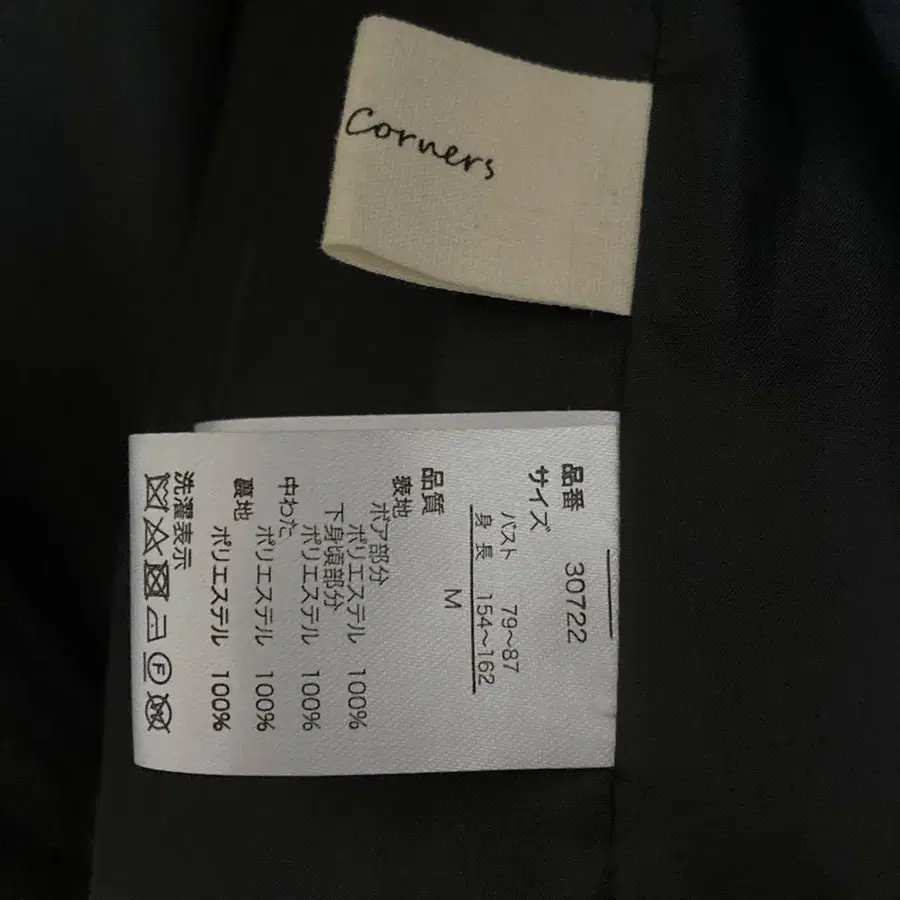 Corners
品番 30722
サイズ
バスト 79～87
身長 154～162
M
品質
表地
ボア部分
ポリエステル 100%
下身頃部分
ポリエステル 100%
中わた
ポリエステル 100%
裏地
ポリエステル 100%
洗濯表示
F
W